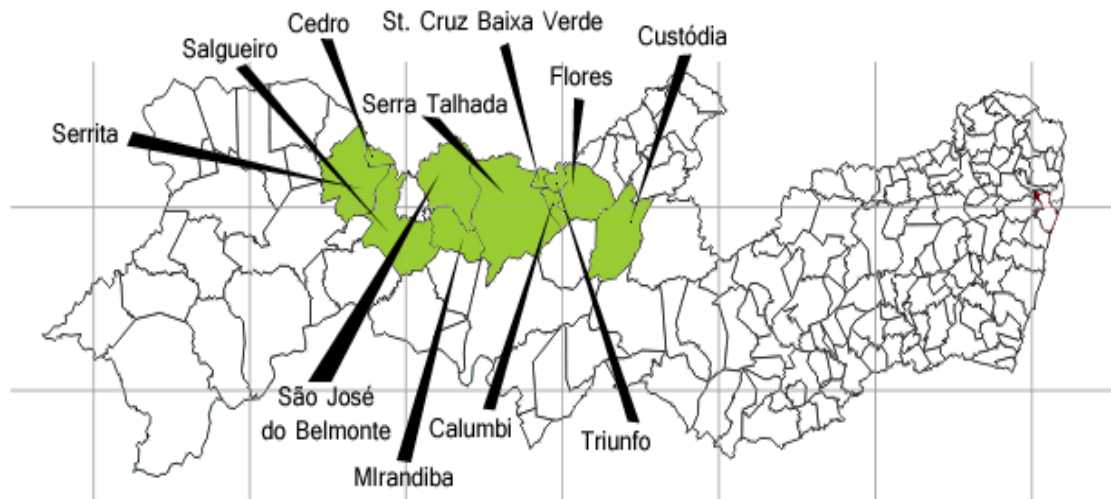 Cedro
St. Cruz Baixa Verde
Custódia
Salgueiro
Flores
Serra Talhada
Serrita
São José
do Belmonte
MIrandiba
Calumbi
Triunfo